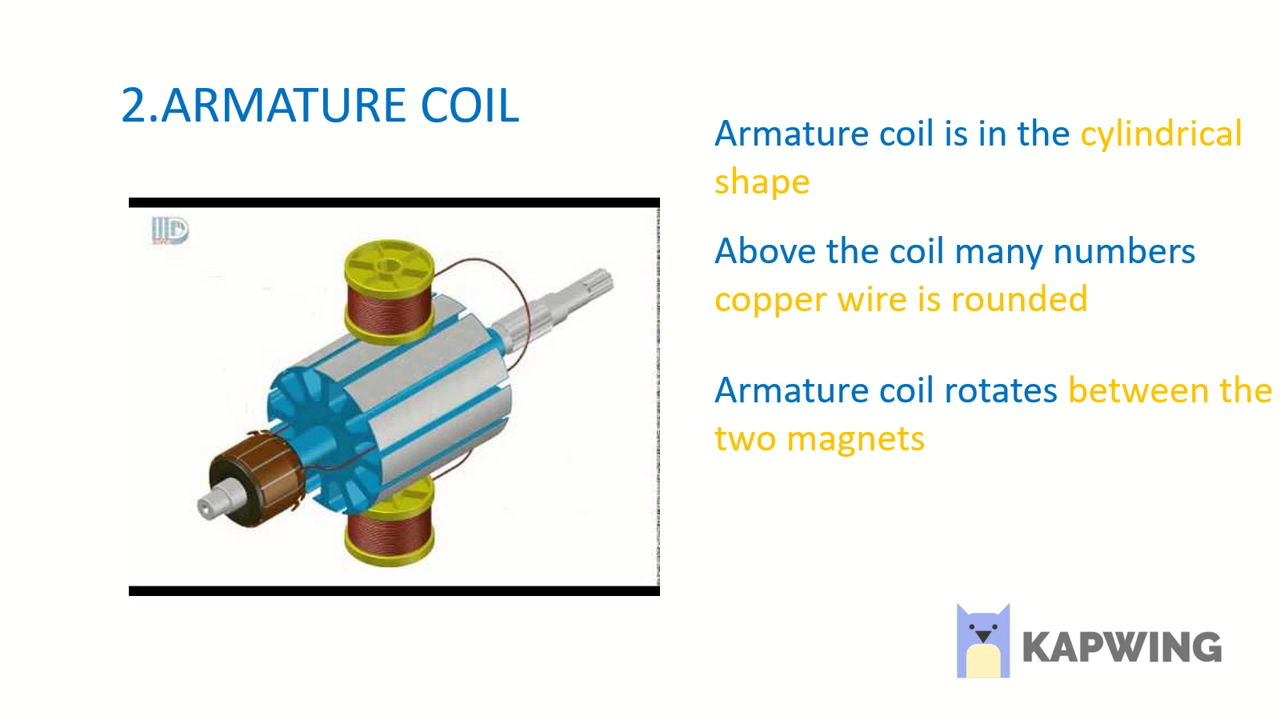 2.ARMATURE COIL
Armature coil is in the cylindrical
shape
Above the coil many numbers
copper wire is rounded
Armature coil rotates between the
two magnets
KAPWING